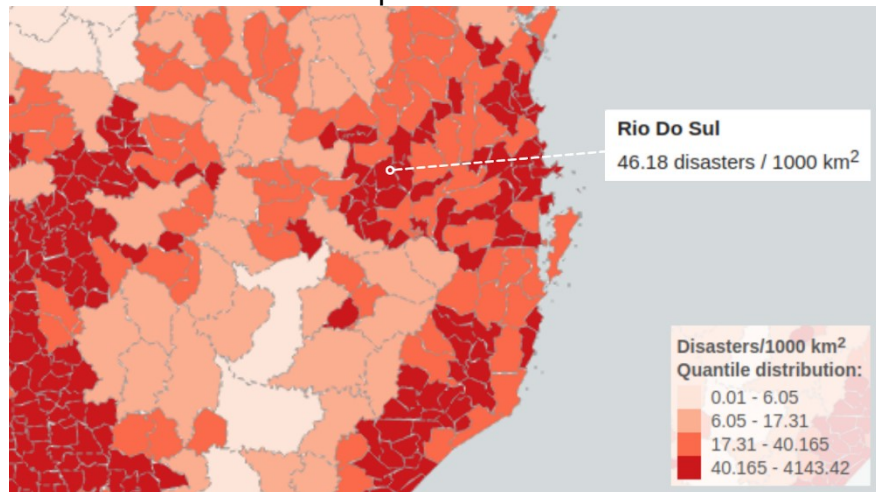 Rio Do Sul
46.18 disasters / 1000 km²
Disasters/1000 km²
Quantile distribution:
0.01 - 6.05
6.05 - 17.31
17.31 - 40.165
40.165 - 4143.42